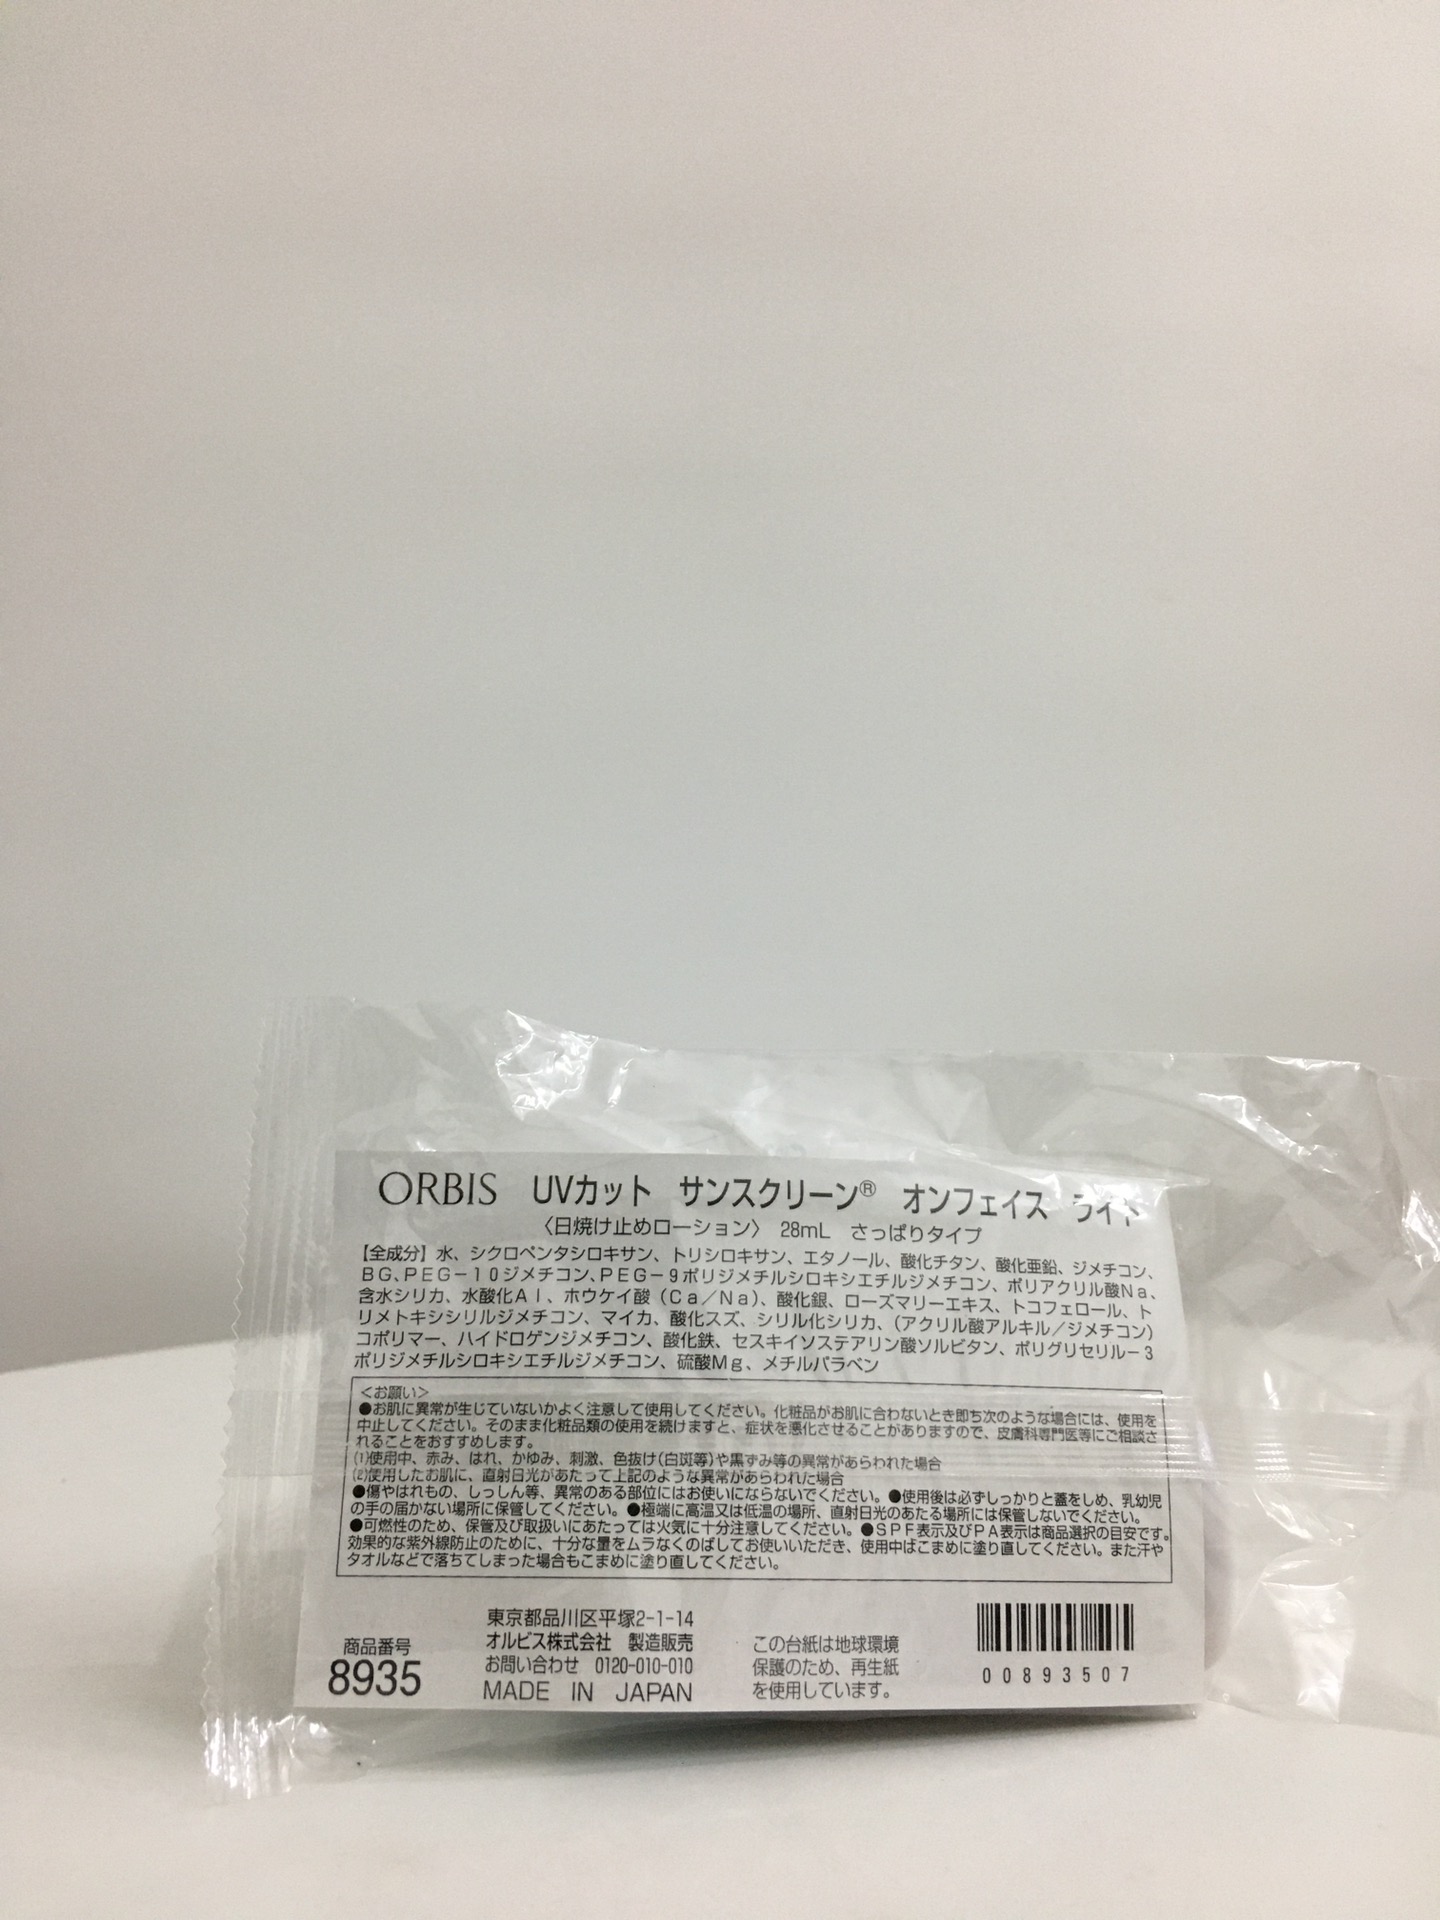 ORBIS UVカット サンスクリーン® オンフェイス ライト
〈日焼け止めローション〉 28mL さっぱりタイプ
【全成分】水、シクロペンタシロキサン、トリシロキサン、エタノール、酸化チタン、酸化亜鉛、ジメチコン、
BG、PEG－10ジメチコン、PEG－9ポリジメチルシロキシエチルジメチコン、ポリアクリル酸Na、
含水シリカ、水酸化Al、ホウケイ酸（Ca／Na）、酸化銀、ローズマリーエキス、トコフェロール、ト
リメトキシシリルジメチコン、マイカ、酸化スズ、シリル化シリカ、（アクリル酸アルキル／ジメチコン）
コポリマー、ハイドロゲンジメチコン、酸化鉄、セスキイソステアリン酸ソルビタン、ポリグリセリル－3
ポリジメチルシロキシエチルジメチコン、硫酸Mg、メチルパラベン
＜お願い＞
●お肌に異常が生じていないかよく注意して使用してください。化粧品がお肌に合わないとき即ち次のような場合には、使用を
中止してください。そのまま化粧品類の使用を続けますと、症状を悪化させることがありますので、皮膚科専門医等にご相談さ
れることをおすすめします。
(1)使用中、赤み、はれ、かゆみ、刺激、色抜け(白斑等)や黒ずみ等の異常があらわれた場合
(2)使用したお肌に、直射日光があたって上記のような異常があらわれた場合
●傷やはれもの、しっしん等、異常のある部位にはお使いにならないでください。●使用後は必ずしっかりと蓋をしめ、乳幼児
の手の届かない場所に保管してください。●極端に高温又は低温の場所、直射日光のあたる場所には保管しないでください。
●可燃性のため、保管及び取扱いにあたっては火気に十分注意してください。●SPF表示及びPA表示は商品選択の目安です。
効果的な紫外線防止のために、十分な量をムラなくのばしてお使いいただき、使用中はこまめに塗り直してください。また汗や
タオルなどで落ちてしまった場合もこまめに塗り直してください。
商品番号
8935
東京都品川区平塚2-1-14
オルビス株式会社 製造販売
お問い合わせ 0120-010-010
MADE IN JAPAN
この台紙は地球環境
保護のため、再生紙
を使用しています。
00893507